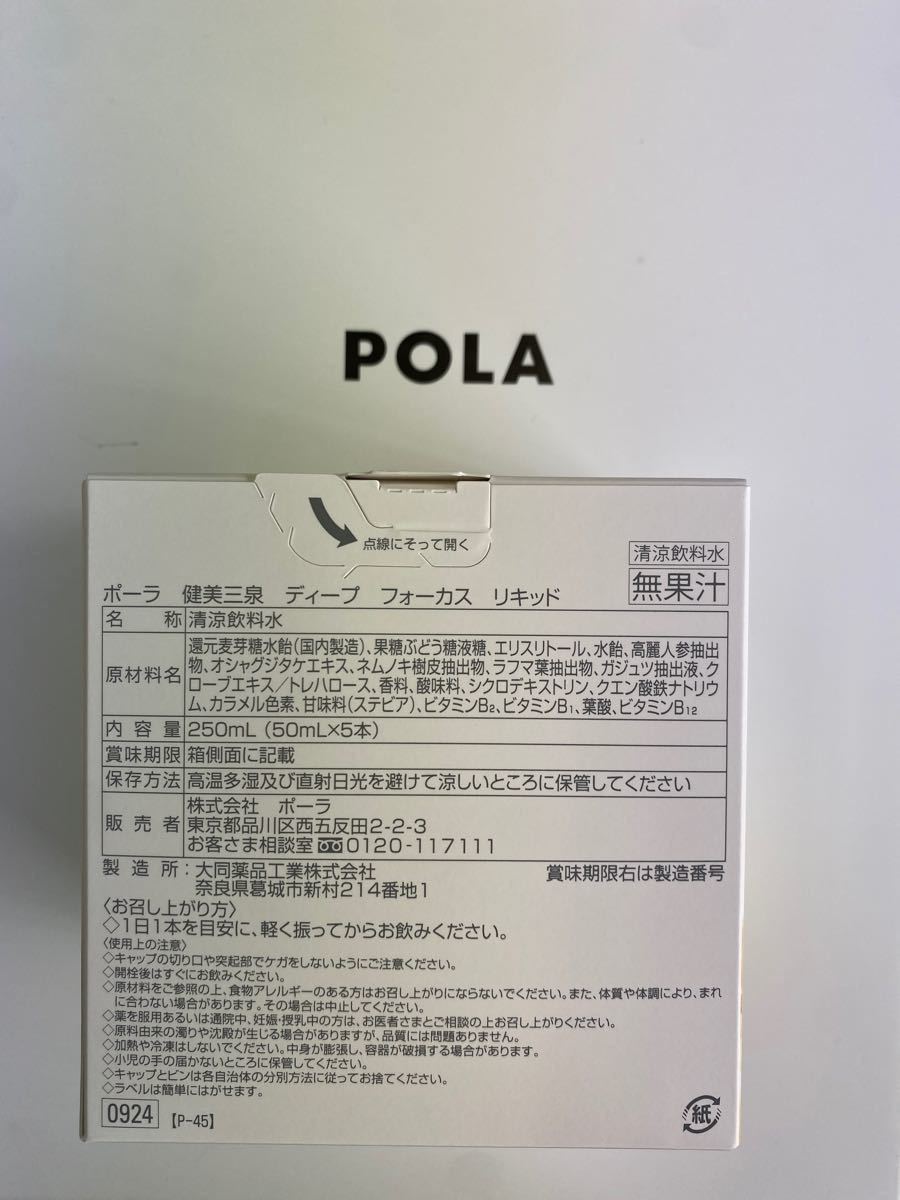 POLA
点線にそって開く
清涼飲料水
無果汁
ポーラ 健美三泉 ディープ フォーカス リキッド
名称 清涼飲料水
原材料名 還元麦芽糖水飴(国内製造)、果糖ぶどう糖液糖、エリスリトール、水飴、高麗人参抽出
物、オシャグジタケエキス、ネムノキ樹皮抽出物、ラフマ葉抽出物、ガジュツ抽出液、ク
ローブエキス/トレハロース、香料、酸味料、シクロデキストリン、クエン酸鉄ナトリウ
ム、カラメル色素、甘味料(ステビア)、ビタミンB₂、ビタミンB₁、葉酸、ビタミンB₁₂
内容量 250mL(50mL×5本)
賞味期限 箱側面に記載
保存方法 高温多湿及び直射日光を避けて涼しいところに保管してください
販売者 株式会社 ポーラ
東京都品川区西五反田2-2-3
お客さま相談室 0120-117111
製造所:大同薬品工業株式会社 賞味期限右は製造番号
奈良県葛城市新村214番地1
〈お召し上がり方〉
◇1日1本を目安に、軽く振ってからお飲みください。
〈使用上の注意〉
◇キャップの切り口や突起部でケガをしないようにご注意ください。
◇開栓後はすぐにお飲みください。
◇原材料をご参照の上、食物アレルギーのある方はお召し上がりにならないでください。また、体質や体調により、まれ
に合わない場合があります。その場合は中止してください。
◇薬を服用あるいは通院中、妊娠・授乳中の方は、お医者さまとご相談の上お召し上がりください。
◇原料由来の濁りや沈殿が生じる場合がありますが、品質には問題ありません。
◇加熱や冷凍はしないでください。中身が膨張し、容器が破損する場合があります。
◇小児の手の届かないところに保管してください。
◇キャップとビンは各自治体の分別方法に従ってお捨てください。
◇ラベルは簡単にはがせます。
0924 【P-45】
紙